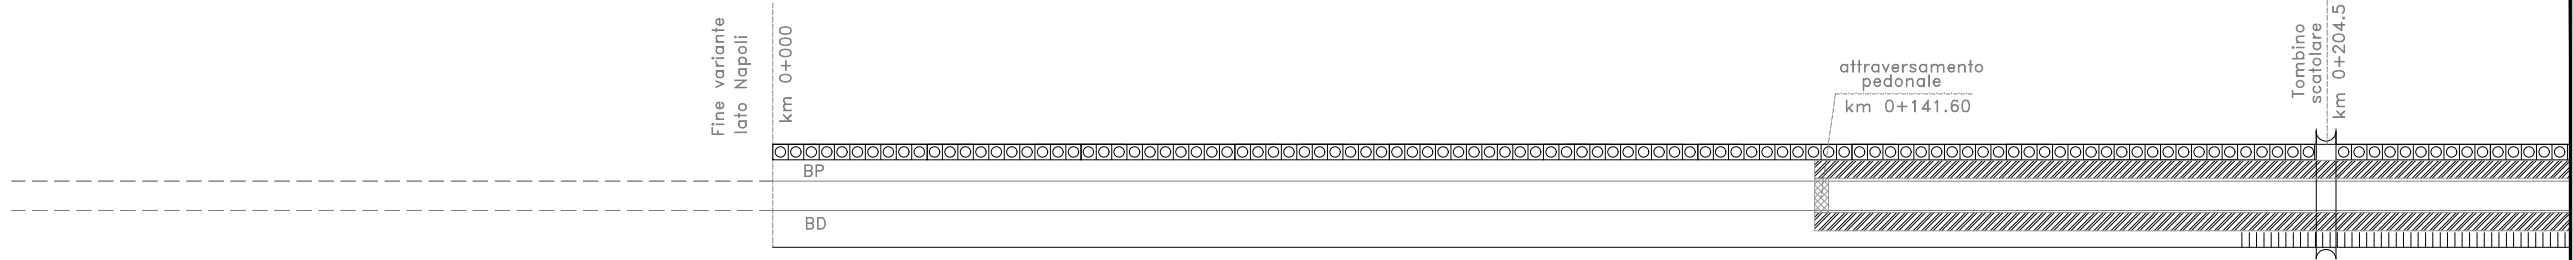 Fine variante
lato Napoli
km 0+000
attraversamento
pedonale
km 0+141.60
Tombino
scatolare
km 0+204.5
BP
BD